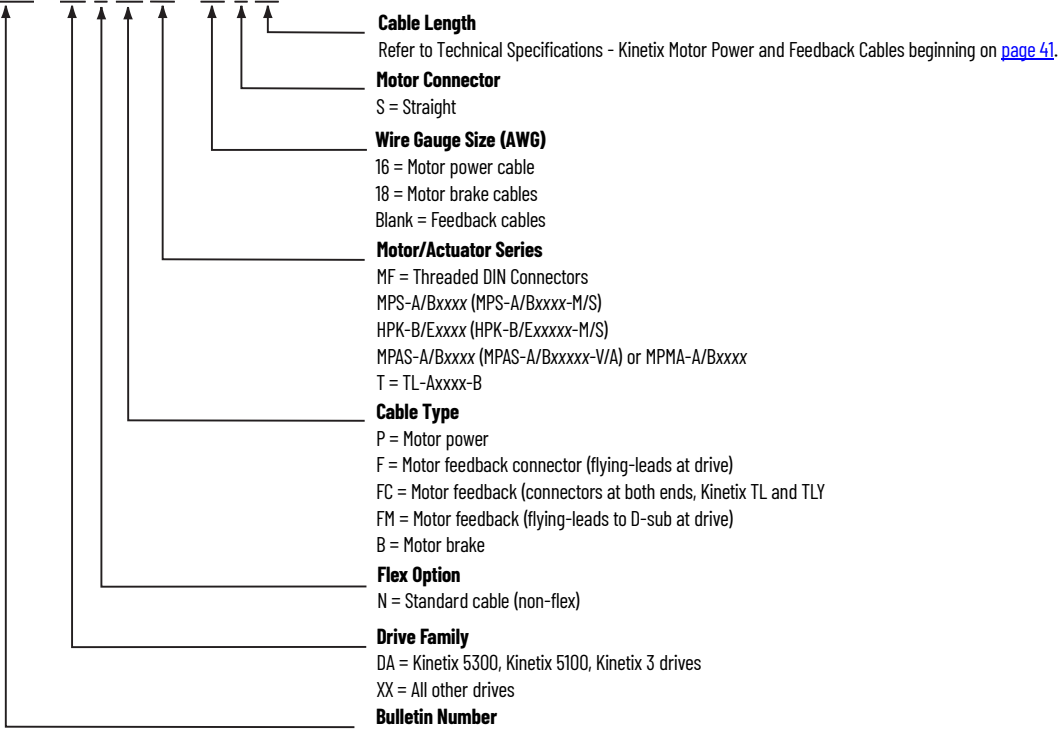 Cable Length
Refer to Technical Specifications - Kinetix Motor Power and Feedback Cables beginning on page 41.
Motor Connector
S = Straight
Wire Gauge Size (AWG)
16 = Motor power cable
18 = Motor brake cables
Blank = Feedback cables
Motor/Actuator Series
MF = Threaded DIN Connectors
MPS-A/Bxxxx (MPS-A/Bxxxx-M/S)
HPK-B/Exxxx (HPK-B/Exxxxx-M/S)
MPAS-A/Bxxxx (MPAS-A/Bxxxxx-V/A) or MPMA-A/Bxxxx
T = TL-Axxxx-B
Cable Type
P = Motor power
F = Motor feedback connector (flying-leads at drive)
FC = Motor feedback (connectors at both ends, Kinetix TL and TLY
FM = Motor feedback (flying-leads to D-sub at drive)
B = Motor brake
Flex Option
N = Standard cable (non-flex)
Drive Family
DA = Kinetix 5300, Kinetix 5100, Kinetix 3 drives
XX = All other drives
Bulletin Number